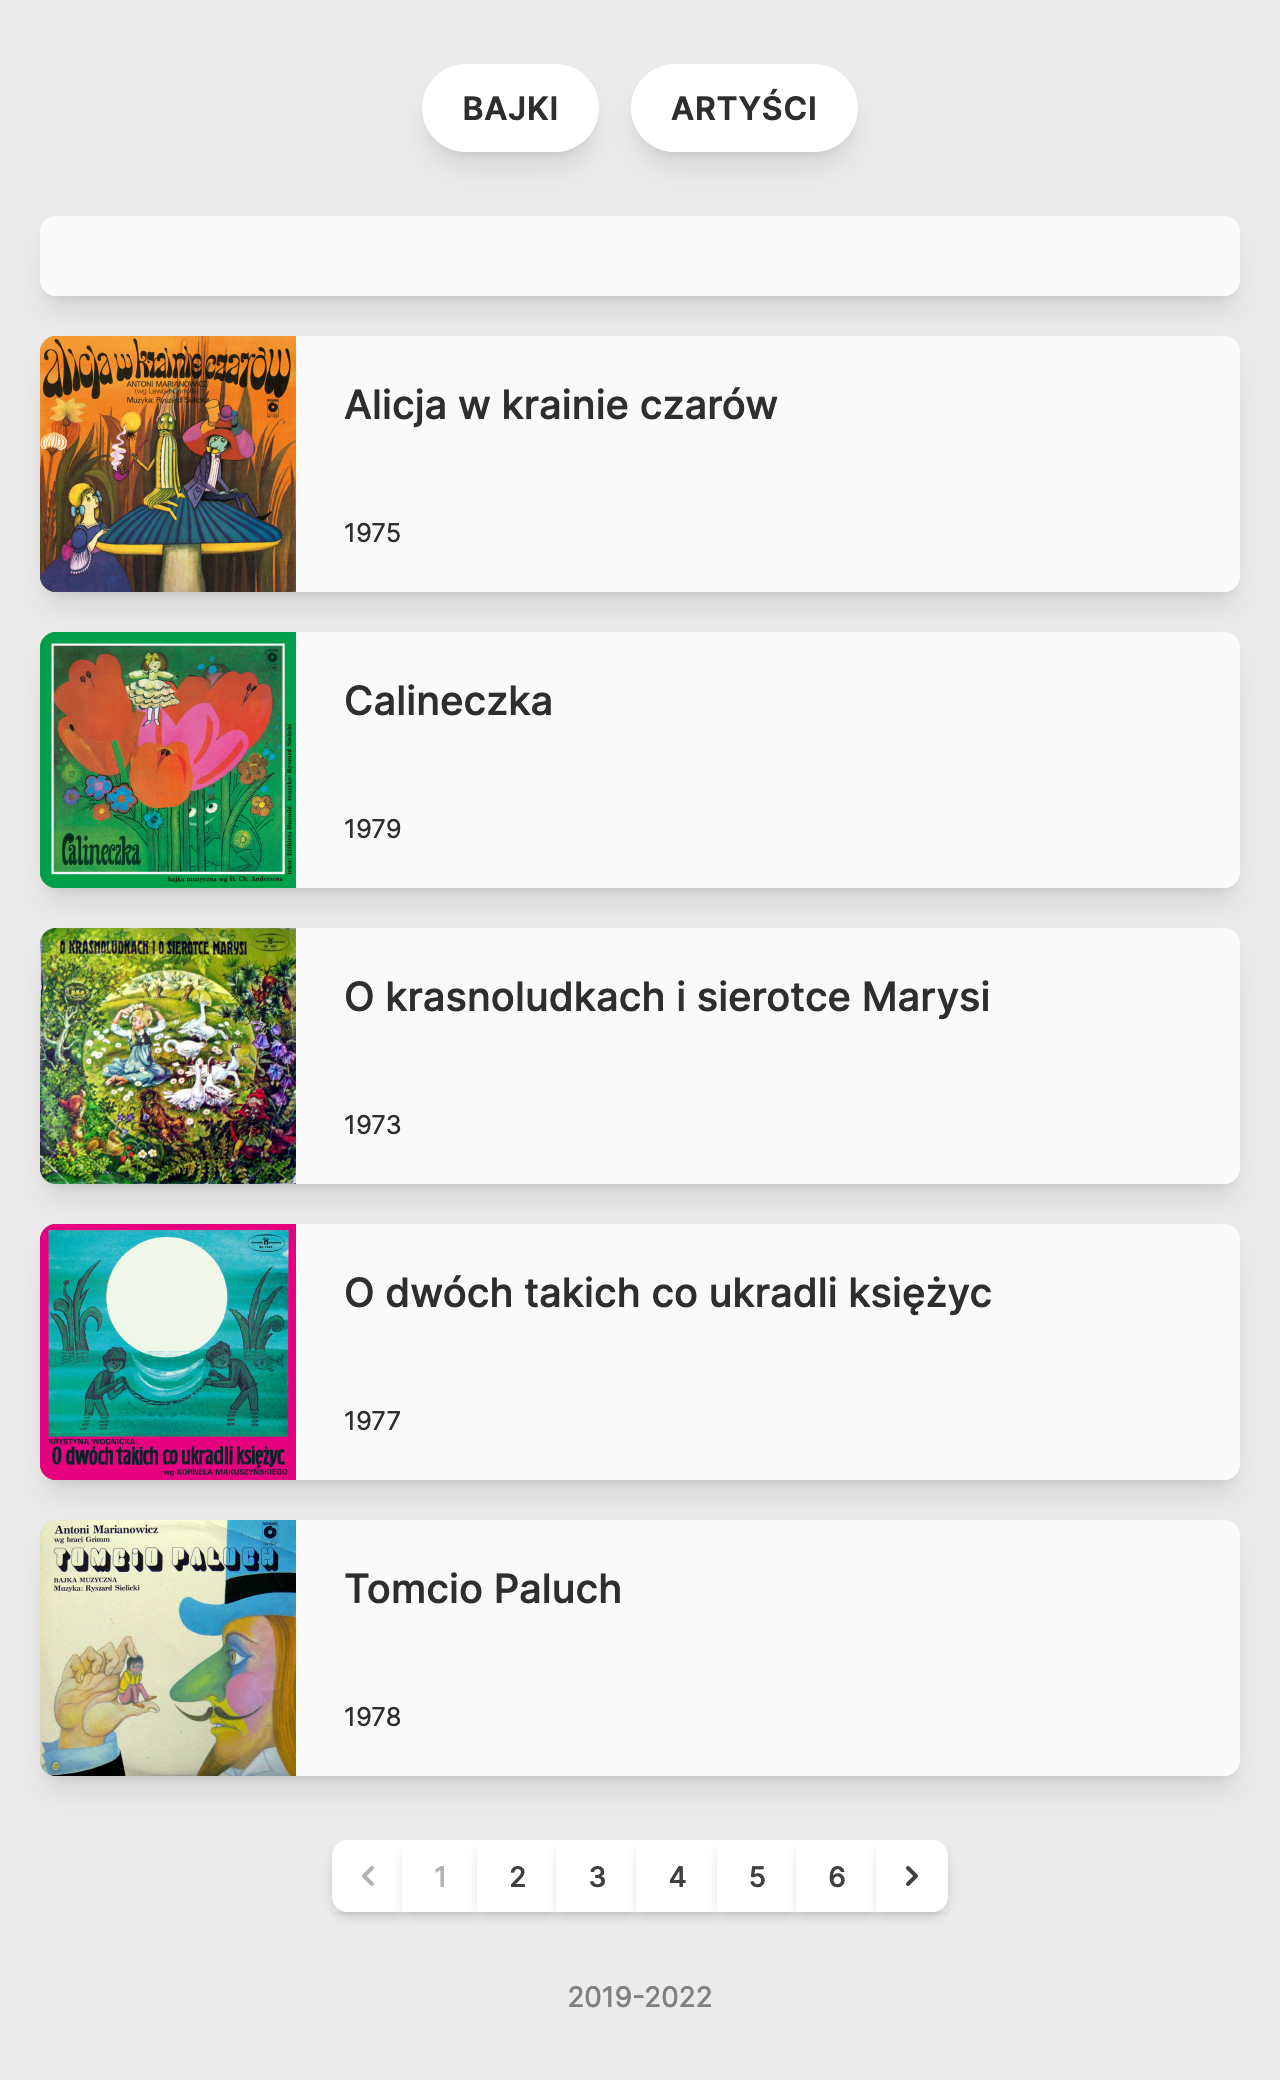 BAJKI
ARTYŚCI
alicja w krainie czarów
ANTONI MARIANOWICZ
Muzyka: Ryszard Sielicki
Alicja w krainie czarów
1975
Calineczka
bajka muzyczna wg H. Ch. Andersena
muzyka: Ryszard Sielicki
Calineczka
1979
O KRASNOLUDKACH I O SIEROTCE MARYSI
O krasnoludkach i sierotce Marysi
1973
KRYSTYNA WODNICKA
O dwóch takich co ukradli księżyc
wg KORNELA MAKUSZYŃSKIEGO
O dwóch takich co ukradli księżyc
1977
Antoni Marianowicz
wg braci Grimm
TOMCIO PALUCH
BAJKA MUZYCZNA
Muzyka: Ryszard Sielicki
Tomcio Paluch
1978
1 2 3 4 5 6
2019-2022